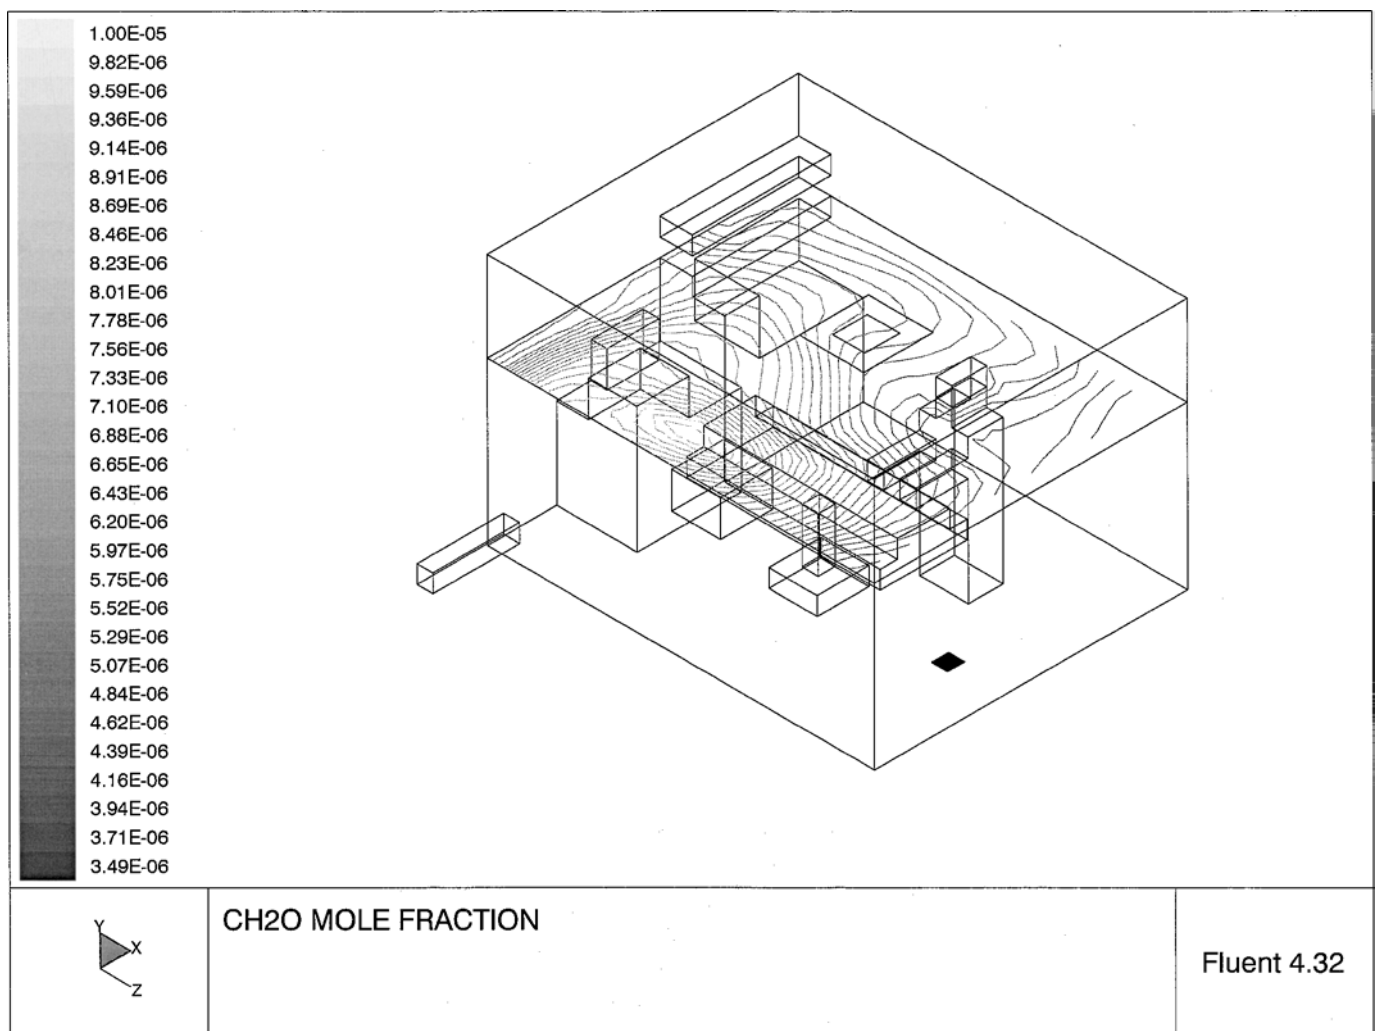 1.00E-05
9.82E-06
9.59E-06
9.36E-06
9.14E-06
8.91E-06
8.69E-06
8.46E-06
8.23E-06
8.01E-06
7.78E-06
7.56E-06
7.33E-06
7.10E-06
6.88E-06
6.65E-06
6.43E-06
6.20E-06
5.97E-06
5.75E-06
5.52E-06
5.29E-06
5.07E-06
4.84E-06
4.62E-06
4.39E-06
4.16E-06
3.94E-06
3.71E-06
3.49E-06
Y
X
Z
CH2O MOLE FRACTION
Fluent 4.32